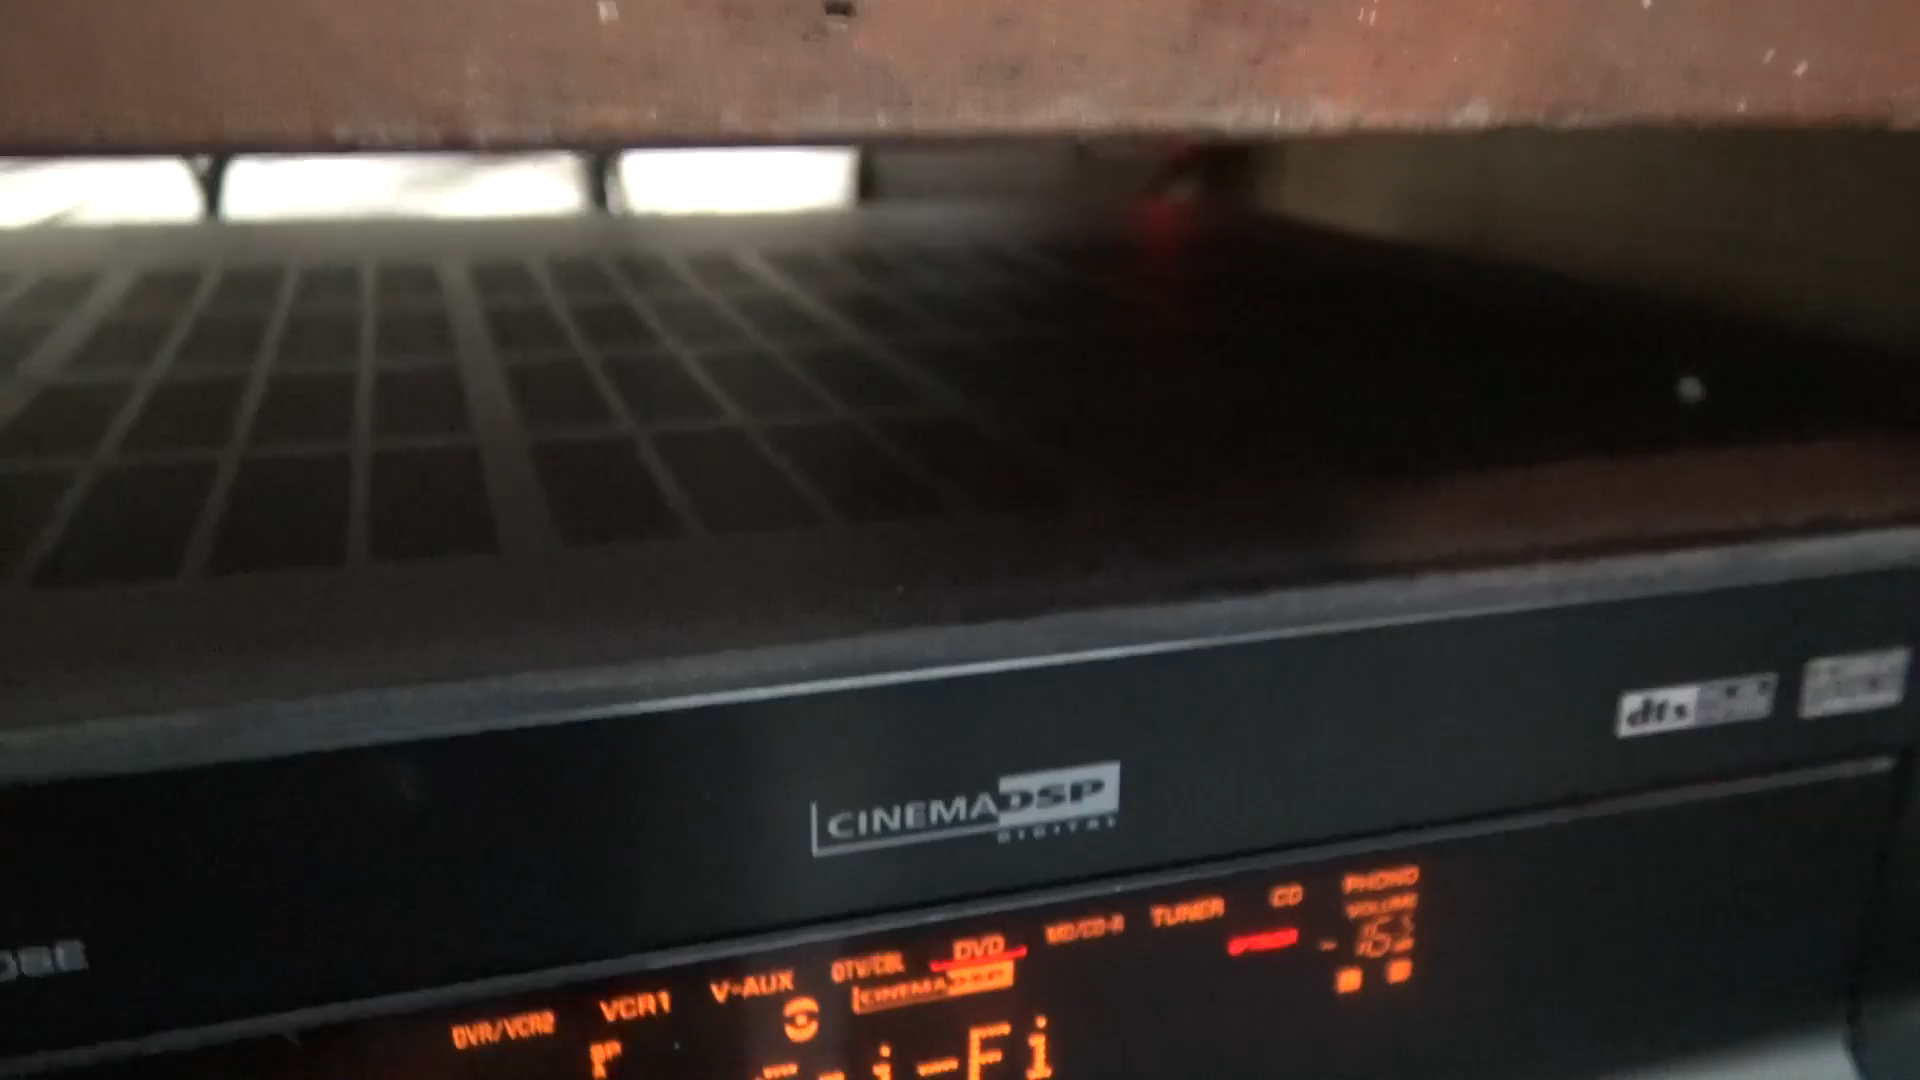 dts
CINEMA DSP
DIGITAL
PHONO
CD
TUNER
MD/CD-R
DVD
DTV/CBL
V-AUX
VCR1
DVR/VCR2
VOLUME
CINEMA DSP
SP
A
i-Fi